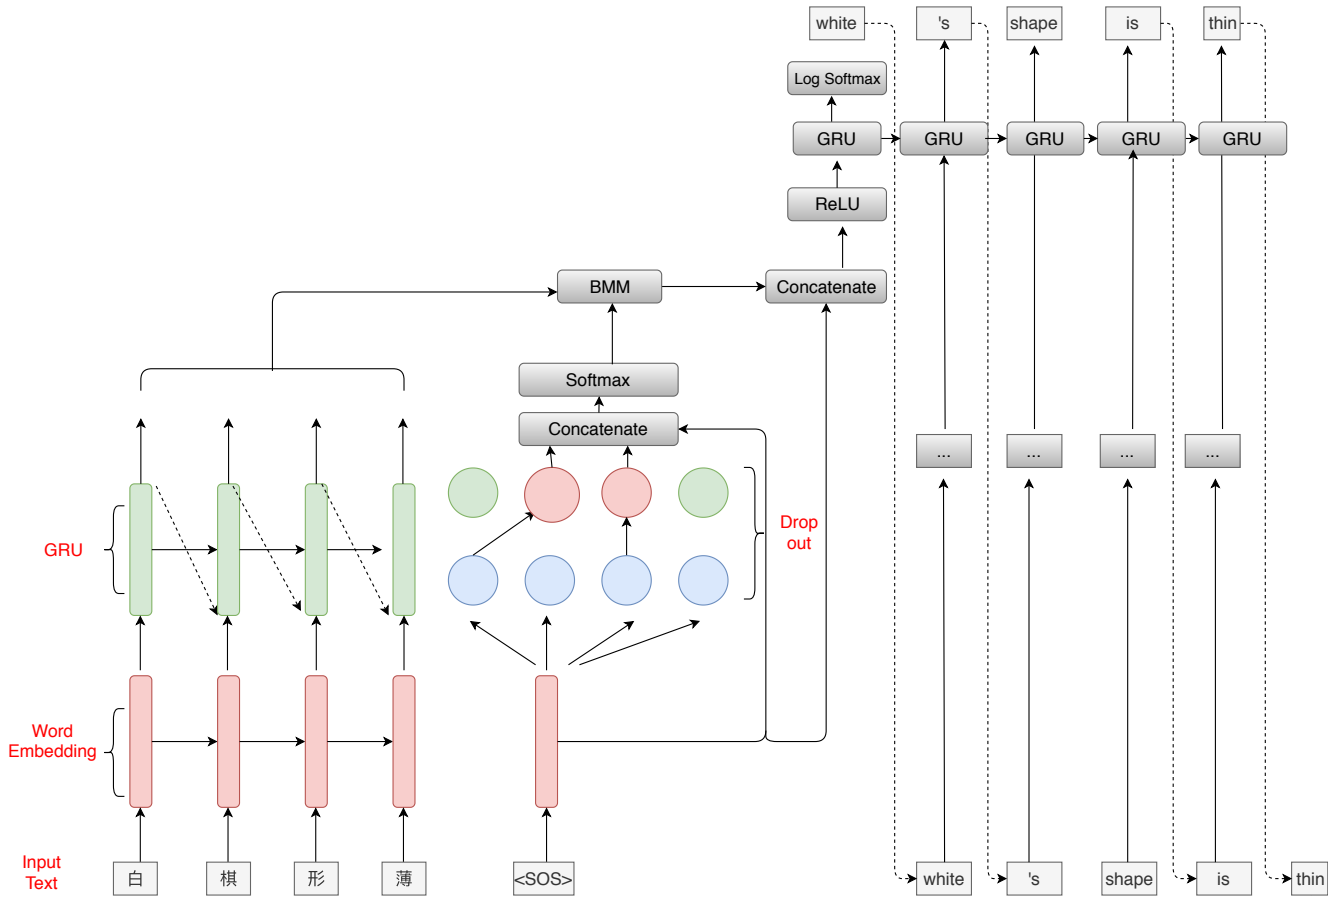 white
's
shape
is
thin
Log Softmax
GRU
GRU
GRU
GRU
GRU
ReLU
BMM
Concatenate
Softmax
Concatenate
...
...
...
...
GRU
Drop
out
Word
Embedding
Input
Text
白
棋
形
薄
<SOS>
white
's
shape
is
thin